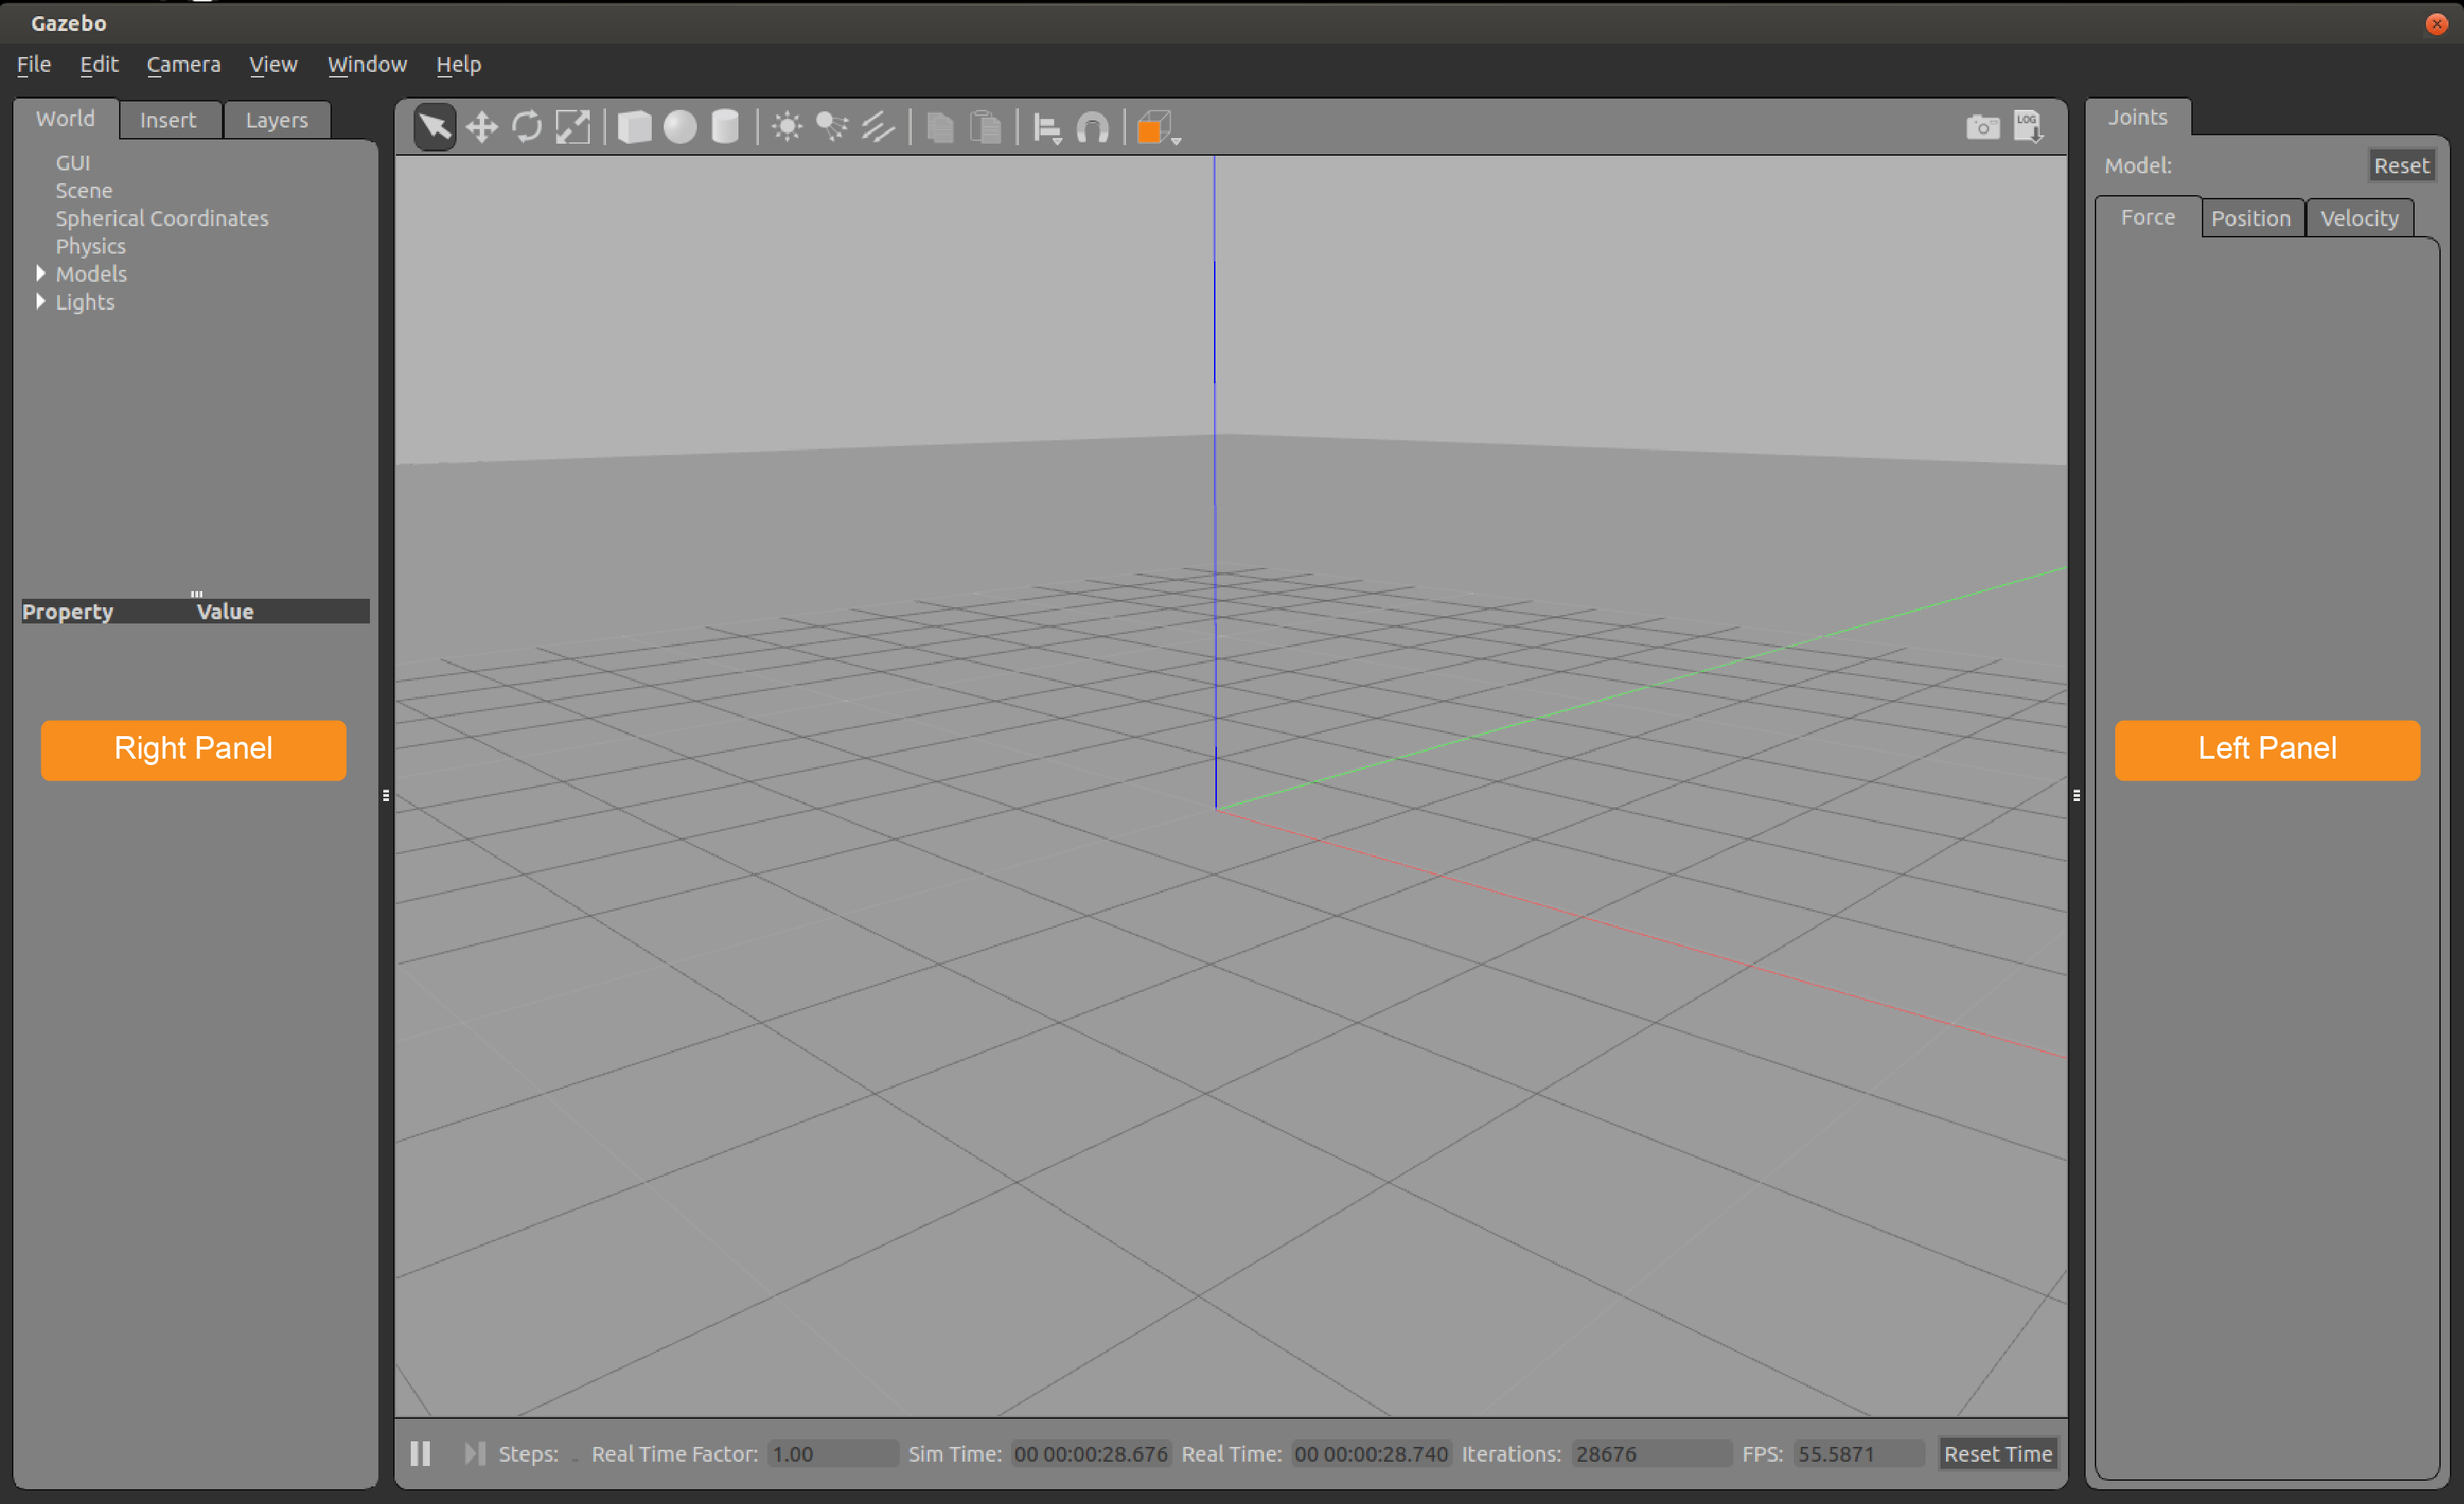 Gazebo
File Edit Camera View Window Help
World Insert Layers
GUI
Scene
Spherical Coordinates
Physics
Models
Lights
Property Value
Right Panel
LOG
Joints
Model: Reset
Force Position Velocity
Left Panel
Steps: Real Time Factor: 1.00 Sim Time: 00 00:00:28.676 Real Time: 00 00:00:28.740 Iterations: 28676 FPS: 55.5871 Reset Time